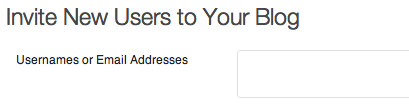 Invite New Users to Your Blog
Usernames or Email Addresses